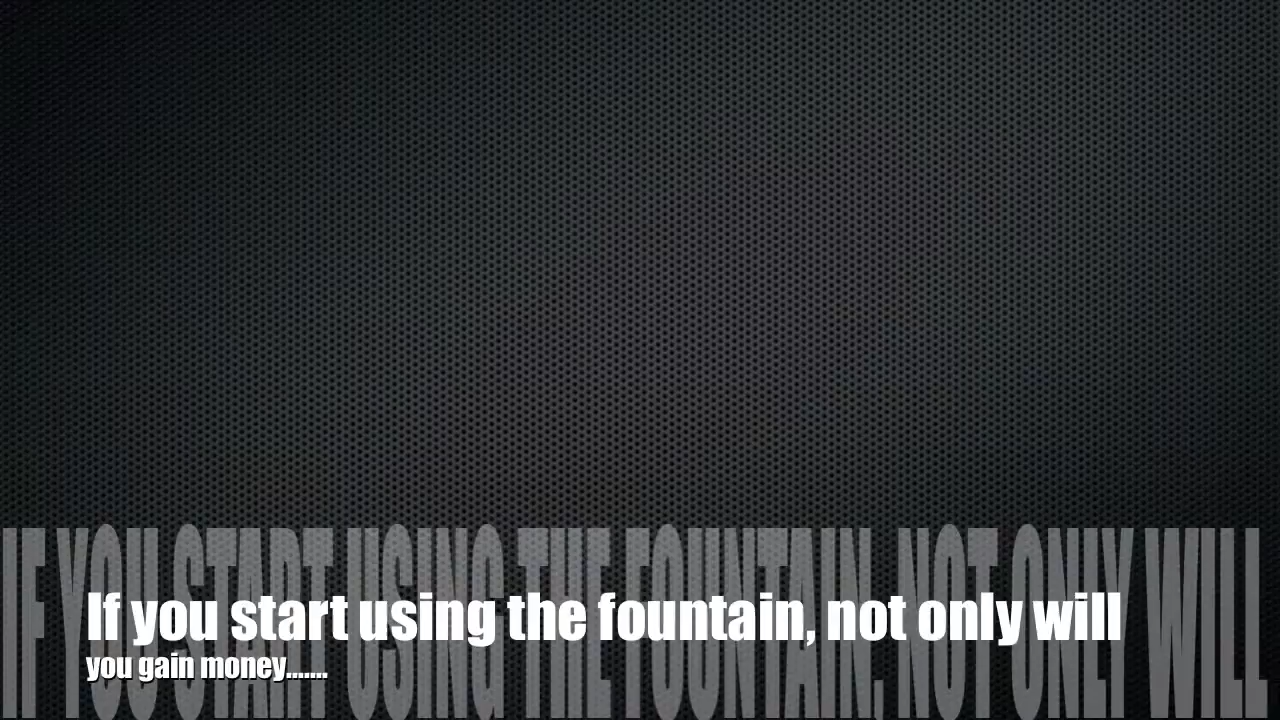 IF YOU START USING THE FOUNTAIN, NOT ONLY WILL
If you start using the fountain, not only will
you gain money.......